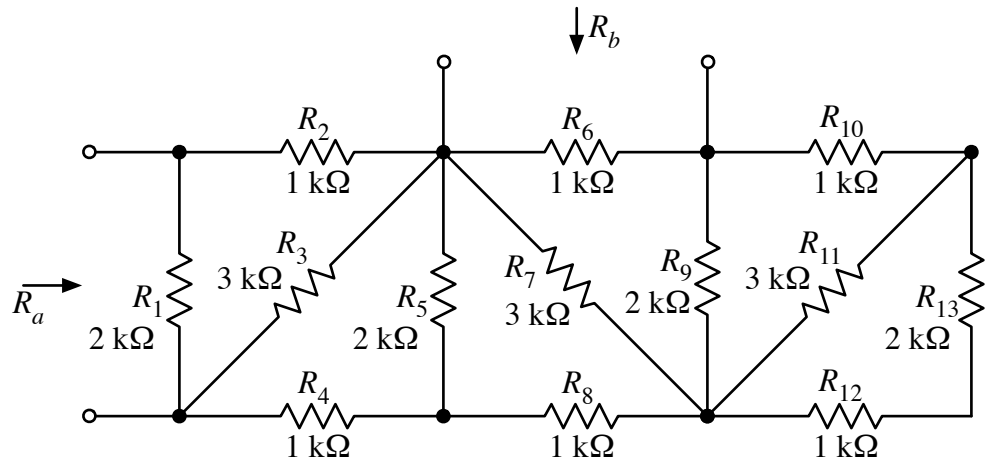 R_b
R_2
R_6
R_10
1 kΩ
1 kΩ
1 kΩ
R_3
R_7
R_9
R_11
3 kΩ
3 kΩ
R_a
R_1
R_5
R_13
2 kΩ
2 kΩ
3 kΩ
2 kΩ
2 kΩ
R_4
R_8
R_12
1 kΩ
1 kΩ
1 kΩ